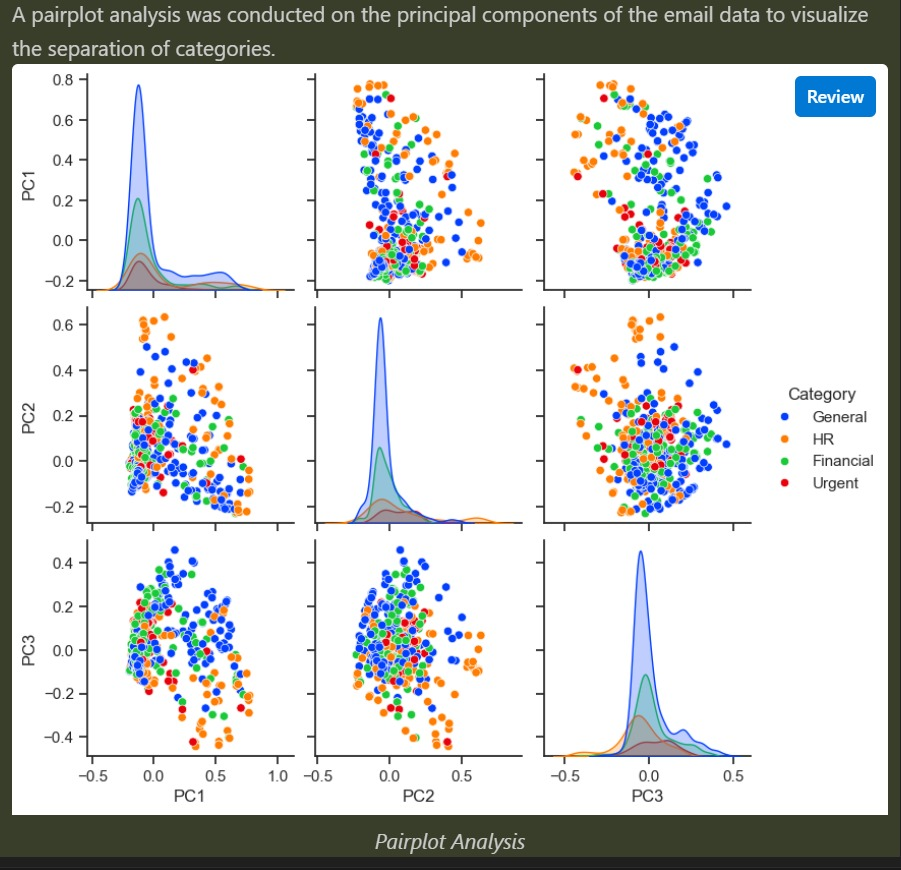 A pairplot analysis was conducted on the principal components of the email data to visualize
the separation of categories.
Review
0.8
0.6
0.4
0.2
0.0
−0.2
PC1
0.6
0.4
0.2
0.0
−0.2
PC2
Category
General
HR
Financial
Urgent
0.4
0.2
0.0
−0.2
−0.4
PC3
−0.5 0.0 0.5 1.0 −0.5 0.0 0.5 −0.5 0.0 0.5
PC1 PC2 PC3
Pairplot Analysis